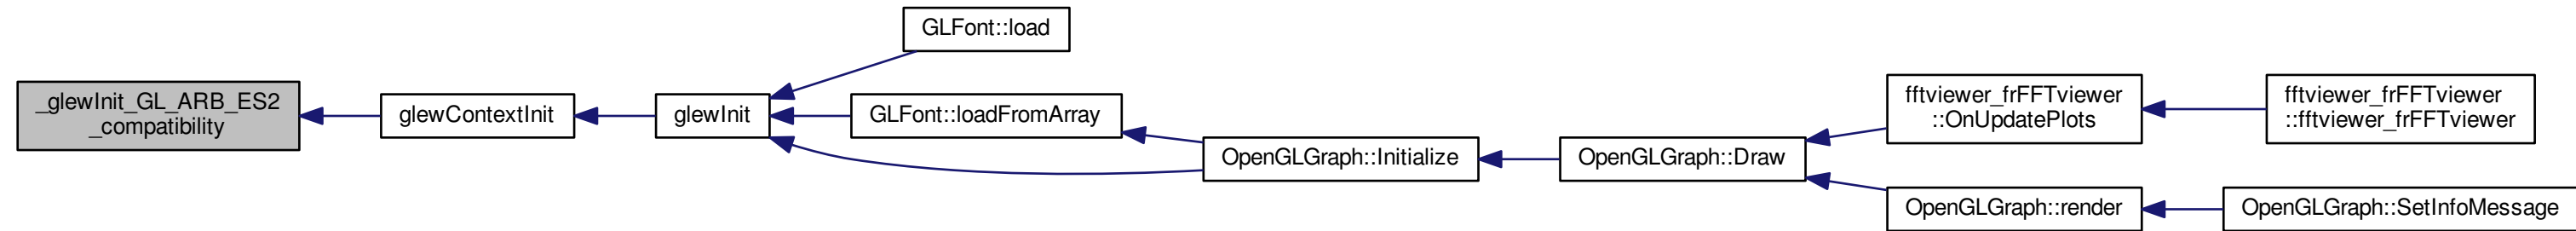 _glewInit_GL_ARB_ES2
_compatibility
glewContextInit
glewInit
GLFont::load
GLFont::loadFromArray
OpenGLGraph::Initialize
OpenGLGraph::Draw
fftviewer_frFFTviewer
::OnUpdatePlots
fftviewer_frFFTviewer
::fftviewer_frFFTviewer
OpenGLGraph::render
OpenGLGraph::SetInfoMessage